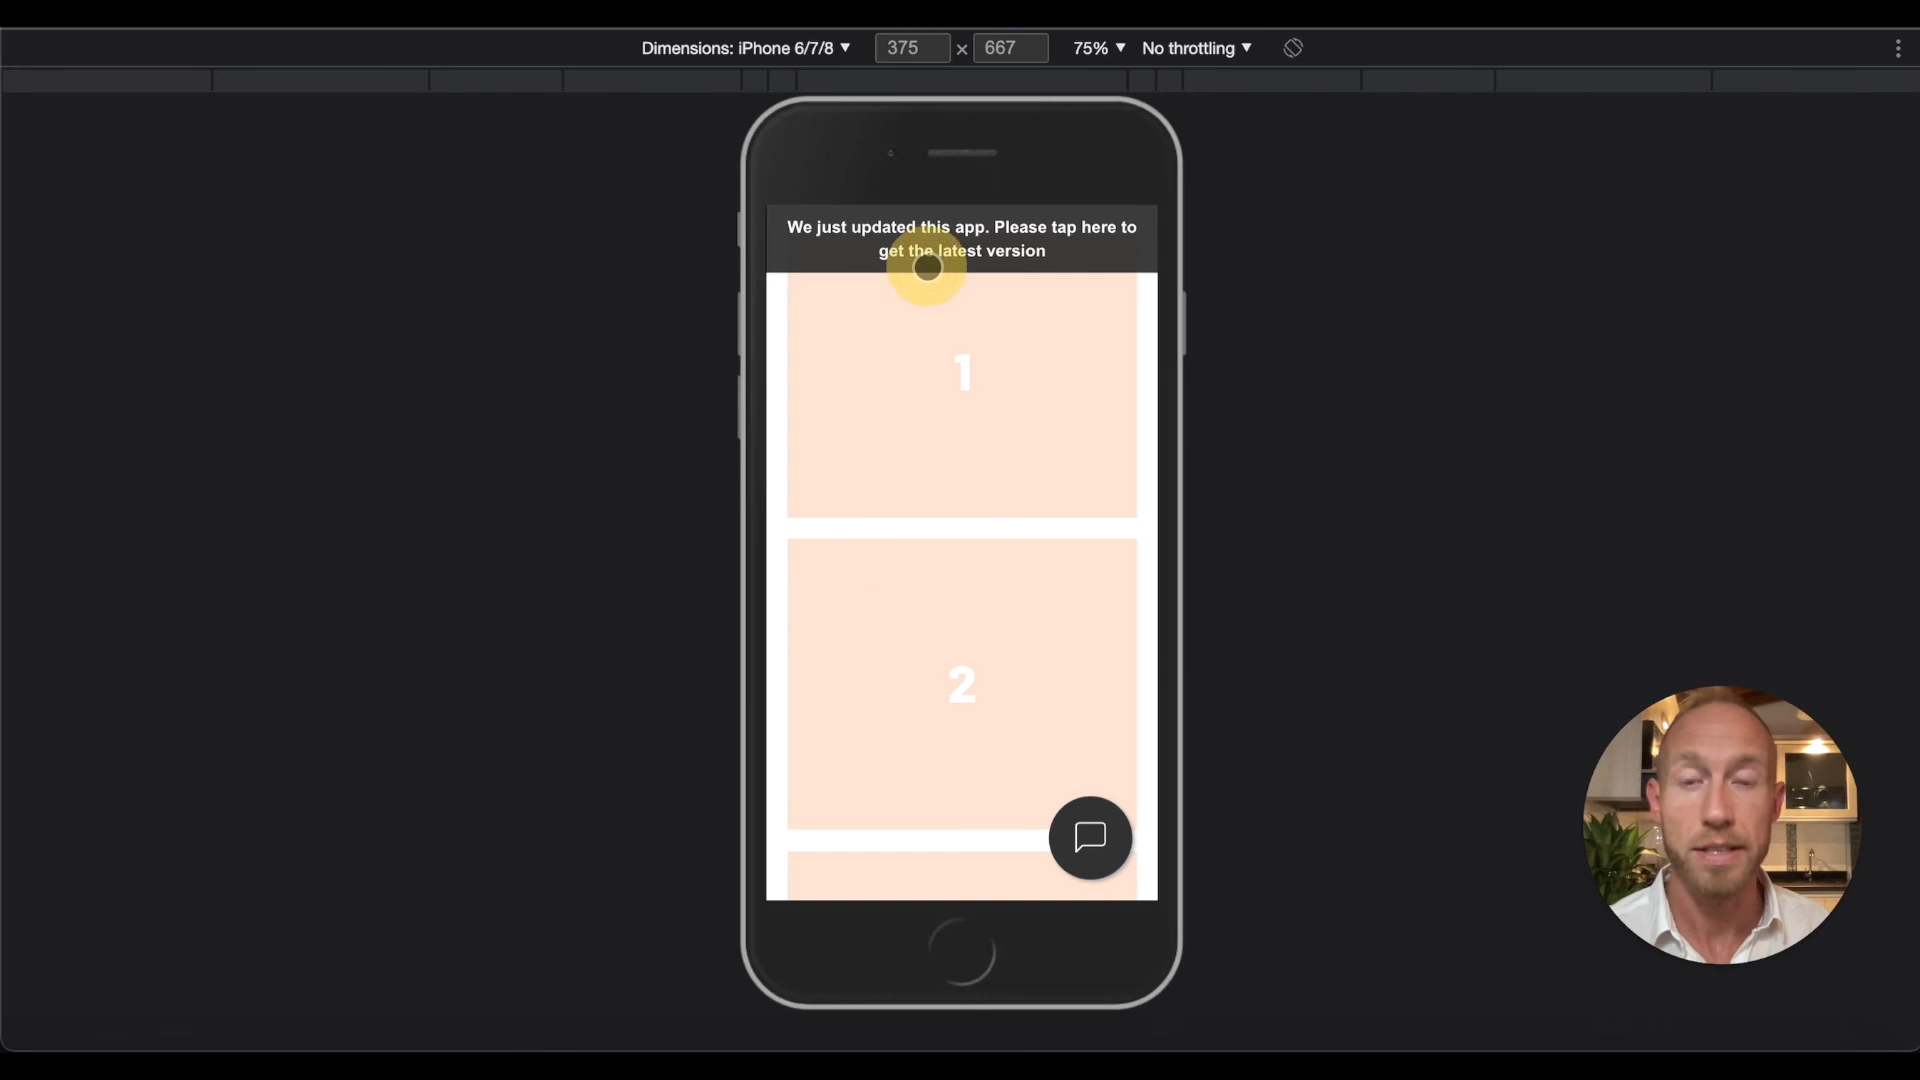 Dimensions: iPhone 6/7/8 ▼ 375 × 667 75% ▼ No throttling ▼
We just updated this app. Please tap here to
get the latest version
1
2